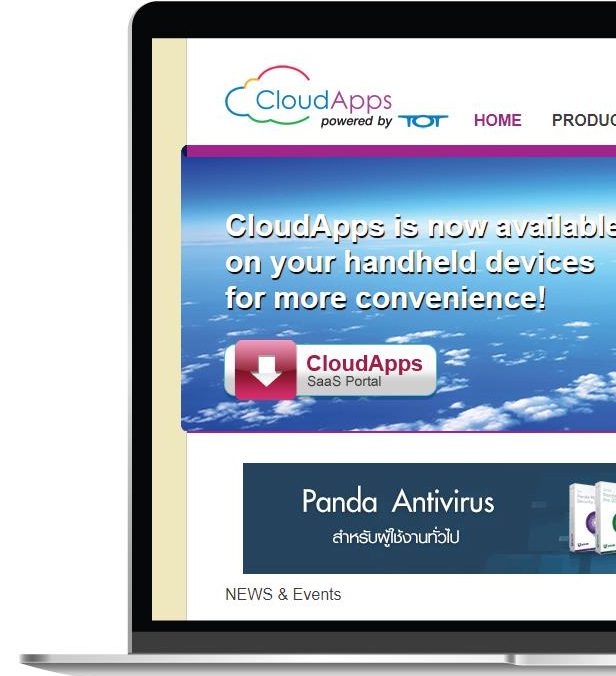 CloudApps
powered by TOT
HOME
PRODUC
CloudApps is now available
on your handheld devices
for more convenience!
CloudApps
SaaS Portal
Panda Antivirus
สำหรับผู้ใช้งานทั่วไป
NEWS & Events